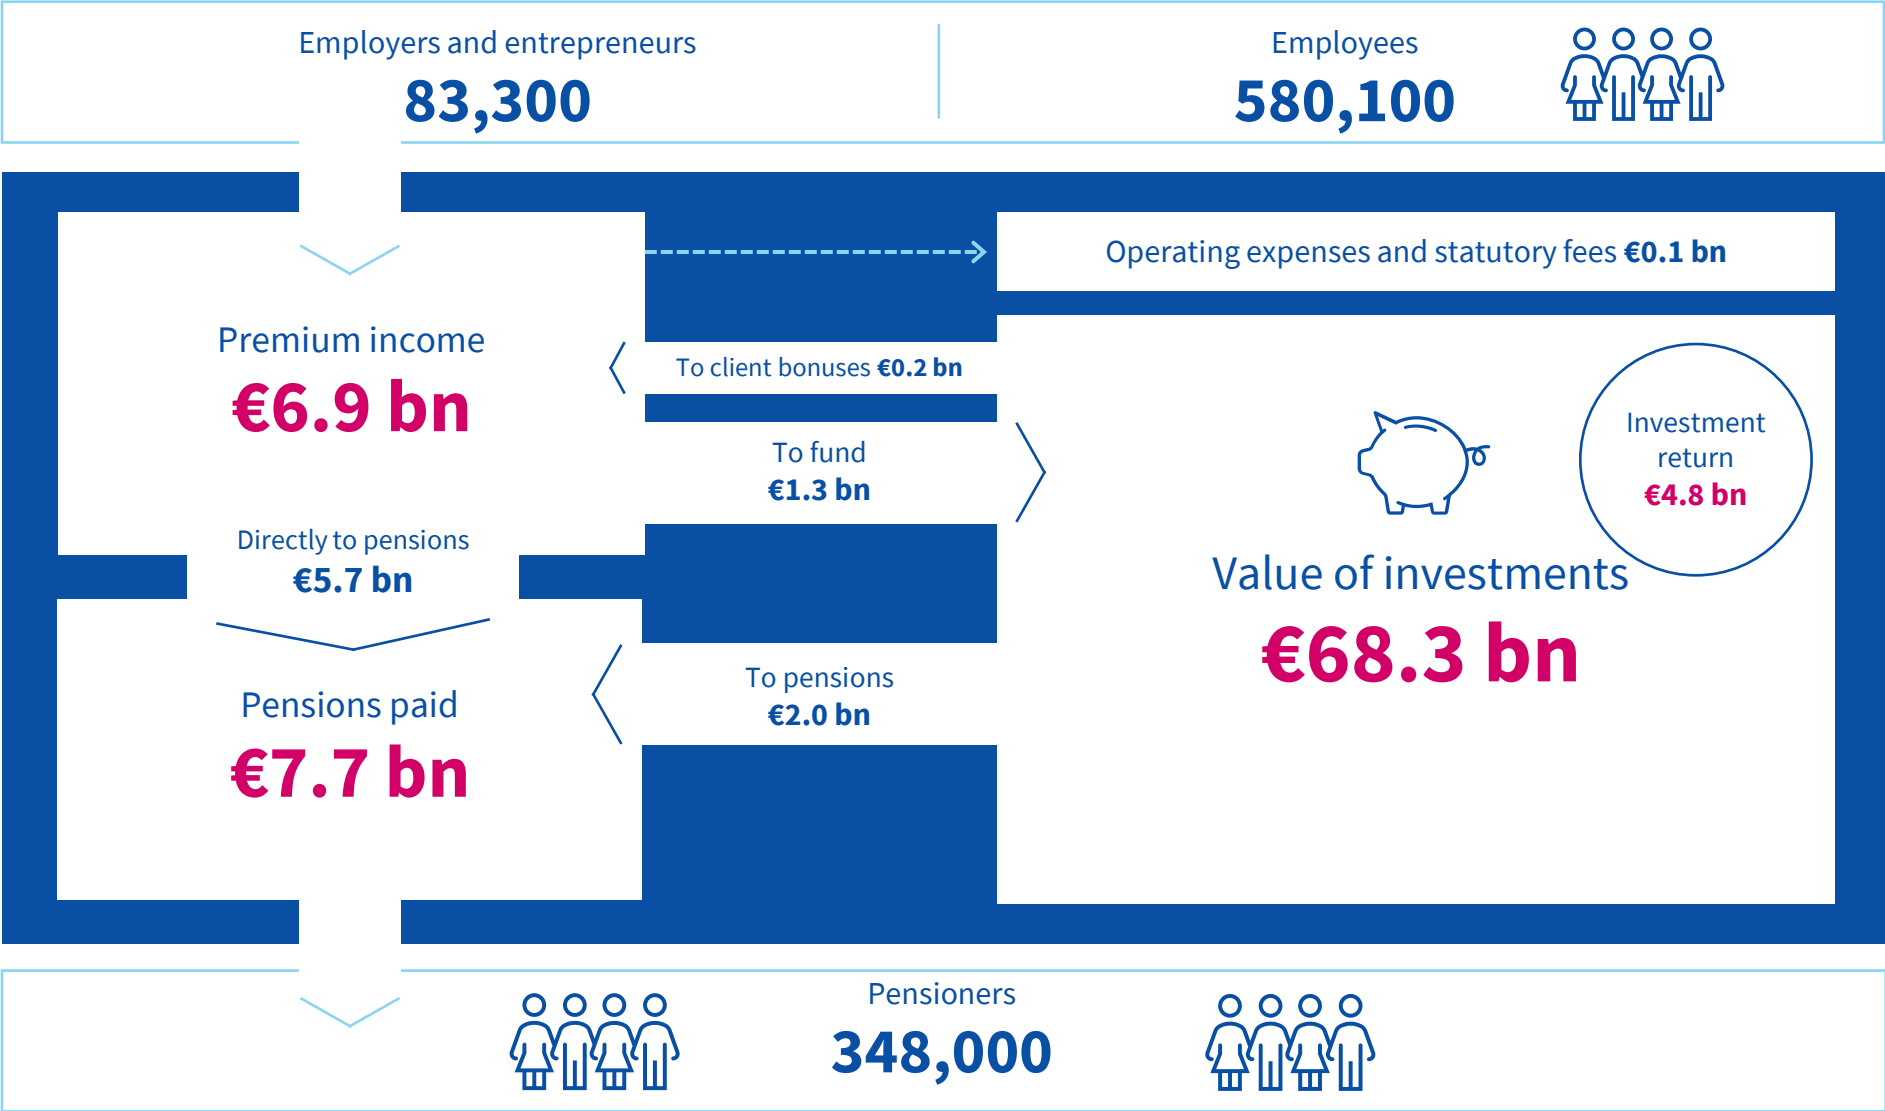 Employers and entrepreneurs
83,300
Employees
580,100
Operating expenses and statutory fees €0.1 bn
Premium income
€6.9 bn
To client bonuses €0.2 bn
To fund
€1.3 bn
Investment
return
€4.8 bn
Directly to pensions
€5.7 bn
Value of investments
€68.3 bn
To pensions
€2.0 bn
Pensions paid
€7.7 bn
Pensioners
348,000